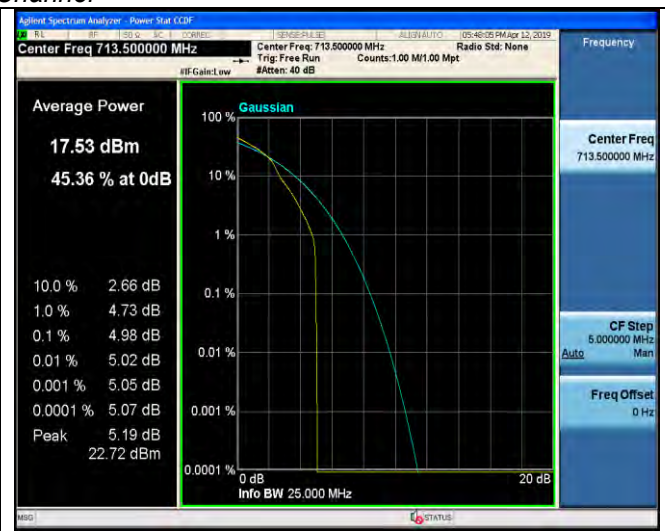 Channel
Agilent Spectrum Analyzer - Power Stat CCDF
RL RF 50 Ω AC CORREC SENSE:PULSE ALIGN AUTO 05:48:05 PM Apr 12, 2019
Center Freq 713.500000 MHz
Center Freq: 713.500000 MHz Radio Std: None
Trig: Free Run Counts:1.00 M/1.00 Mpt
#IFGain:Low #Atten: 40 dB
Frequency
Average Power
17.53 dBm
45.36 % at 0dB
10.0 % 2.66 dB
1.0 % 4.73 dB
0.1 % 4.98 dB
0.01 % 5.02 dB
0.001 % 5.05 dB
0.0001 % 5.07 dB
Peak 5.19 dB
22.72 dBm
Gaussian
100 %
10 %
1 %
0.1 %
0.01 %
0.001 %
0.0001 %
0 dB 20 dB
Info BW 25.000 MHz
Center Freq
713.500000 MHz
CF Step
5.000000 MHz
Auto Man
Freq Offset
0 Hz
MSG STATUS